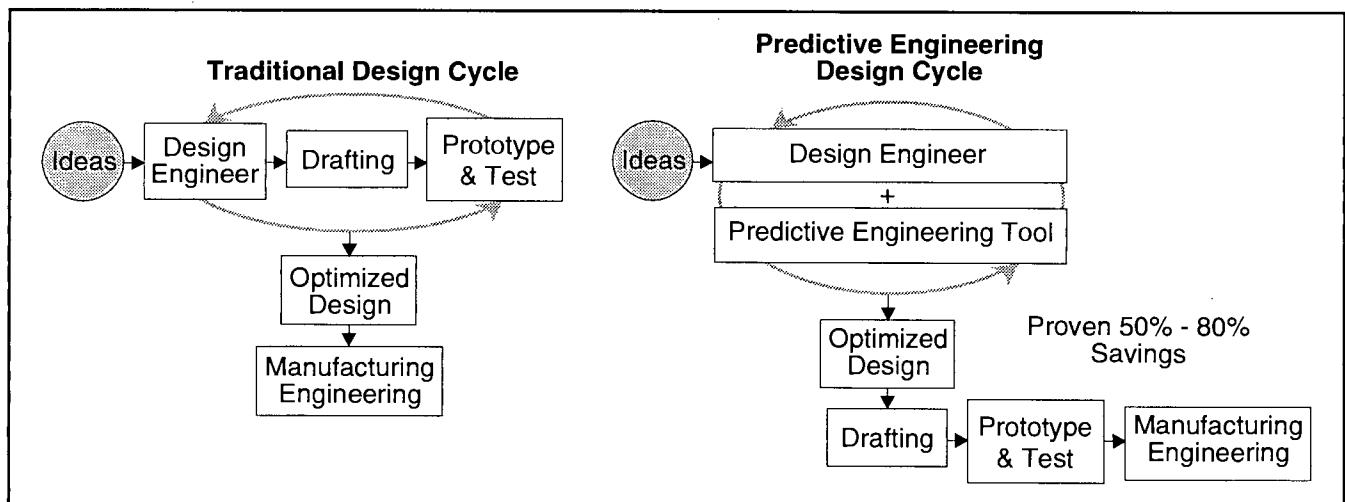 Traditional Design Cycle
Ideas
Design
Engineer
Drafting
Prototype
& Test
Optimized
Design
Manufacturing
Engineering
Predictive Engineering
Design Cycle
Ideas
Design Engineer
+
Predictive Engineering Tool
Optimized
Design
Proven 50% - 80%
Savings
Drafting
Prototype
& Test
Manufacturing
Engineering